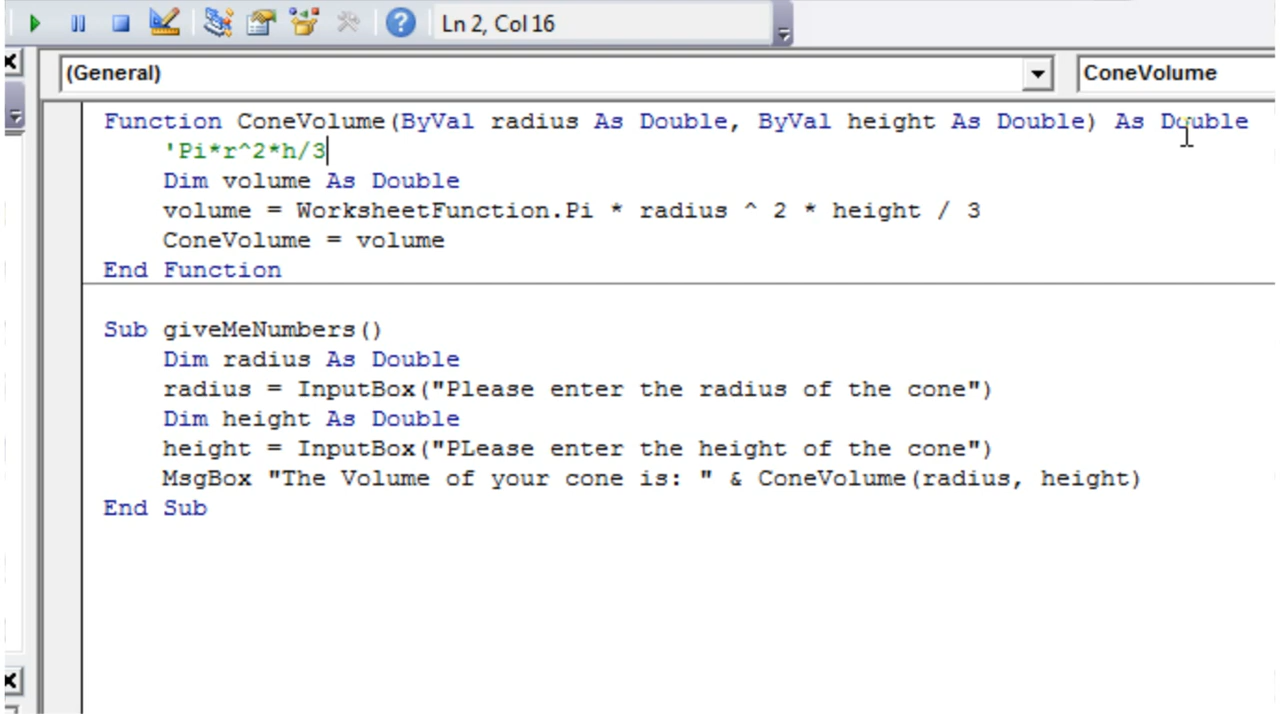 Ln 2, Col 16
(General)
ConeVolume
Function ConeVolume(ByVal radius As Double, ByVal height As Double) As Double
'Pi*r^2*h/3
Dim volume As Double
volume = WorksheetFunction.Pi * radius ^ 2 * height / 3
ConeVolume = volume
End Function
Sub giveMeNumbers()
Dim radius As Double
radius = InputBox("Please enter the radius of the cone")
Dim height As Double
height = InputBox("PLease enter the height of the cone")
MsgBox "The Volume of your cone is: " & ConeVolume(radius, height)
End Sub